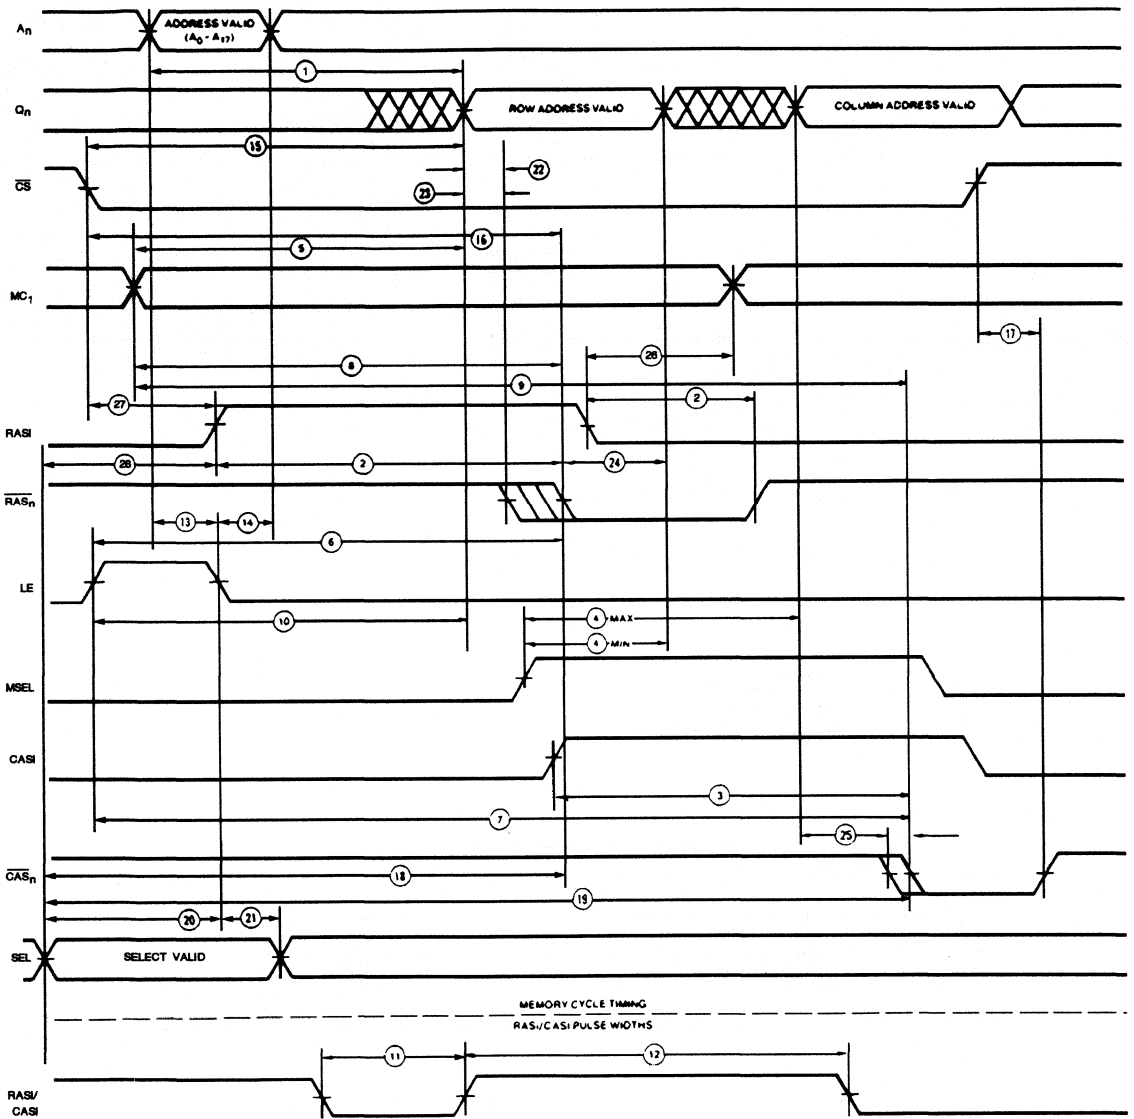 An
ADDRESS VALID
(A0 - A17)
1
Qn
ROW ADDRESS VALID
COLUMN ADDRESS VALID
15
22
CS
23
16
5
MC1
17
8
26
9
27
2
RASI
28
2
24
RASn
13
14
6
LE
10
4 MAX
4 MIN
MSEL
CASI
3
7
25
CASn
18
19
20
21
SEL
SELECT VALID
MEMORY CYCLE TIMING
RASI/CASI PULSE WIDTHS
11
12
RASI/
CASI